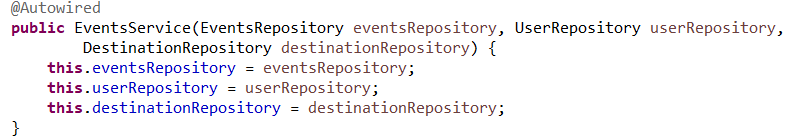 @Autowired
public EventsService(EventsRepository eventsRepository, UserRepository userRepository,
        DestinationRepository destinationRepository) {
    this.eventsRepository = eventsRepository;
    this.userRepository = userRepository;
    this.destinationRepository = destinationRepository;
}